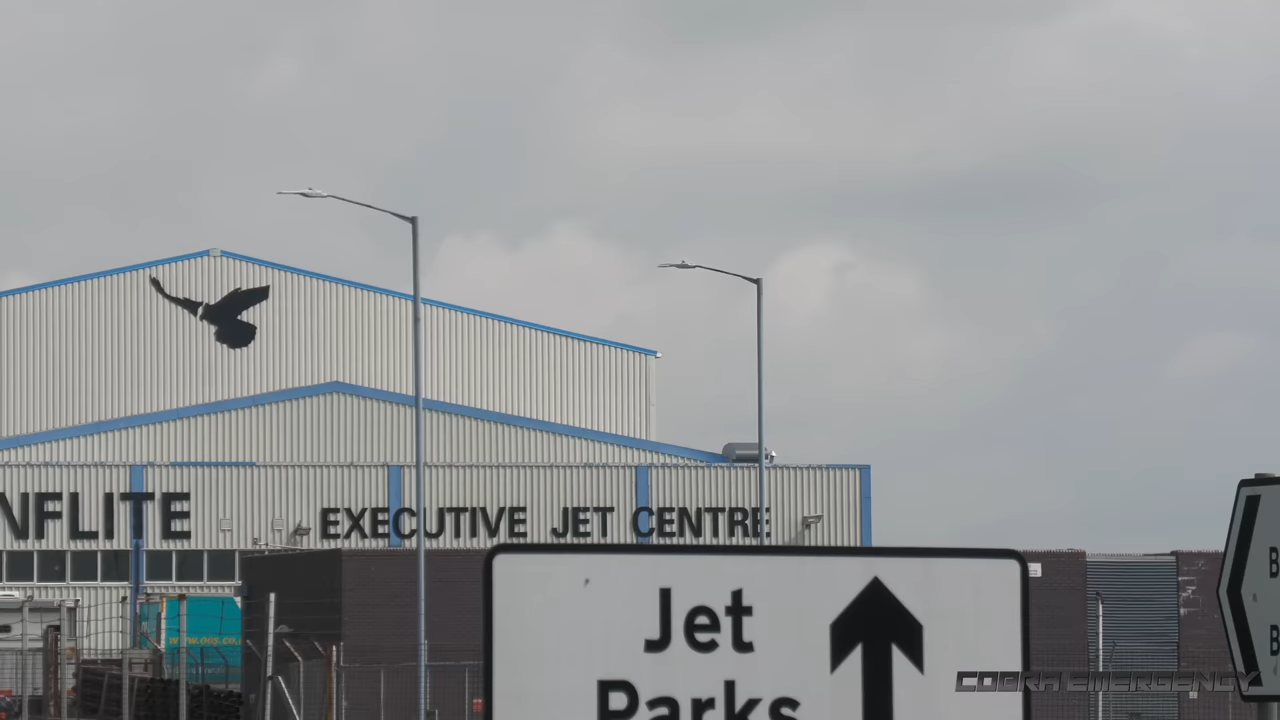 NFLITE EXECUTIVE JET CENTRE
Jet
Parks
B
B
COBRA EMERGENCY